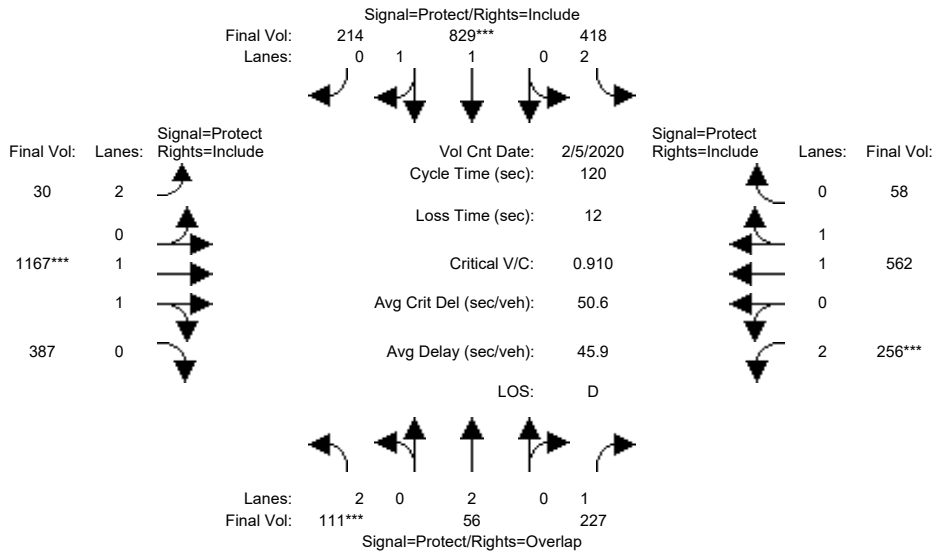 Signal=Protect/Rights=Include
Final Vol: 214 829*** 418
Lanes: 0 1 1 0 2
Signal=Protect Signal=Protect
Final Vol: Lanes: Rights=Include Vol Cnt Date: 2/5/2020 Rights=Include Lanes: Final Vol:
Cycle Time (sec): 120
30 2 0 58
Loss Time (sec): 12
0 1
1167*** 1 Critical V/C: 0.910 1 562
1 Avg Crit Del (sec/veh): 50.6 0
387 0 Avg Delay (sec/veh): 45.9 2 256***
LOS: D
Lanes: 2 0 2 0 1
Final Vol: 111*** 56 227
Signal=Protect/Rights=Overlap